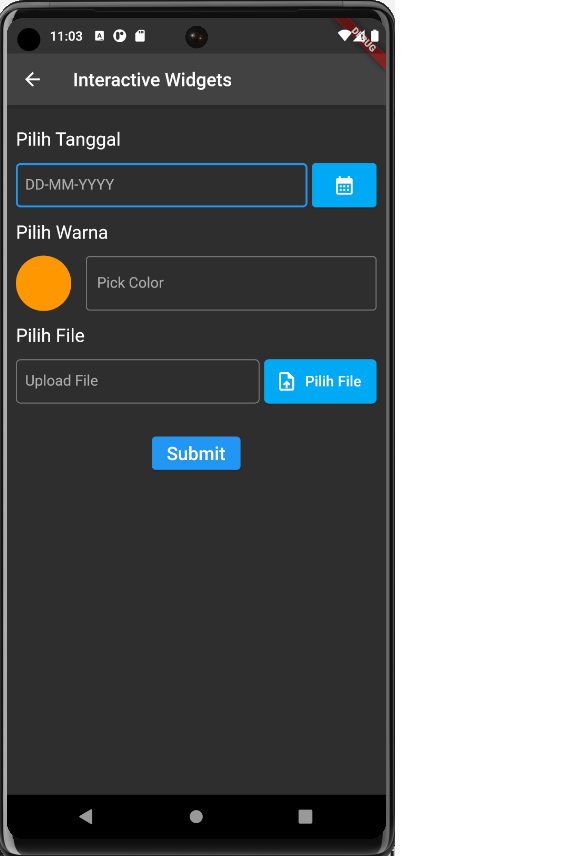 11:03
DEBUG
Interactive Widgets
Pilih Tanggal
DD-MM-YYYY
Pilih Warna
Pick Color
Pilih File
Upload File
Pilih File
Submit